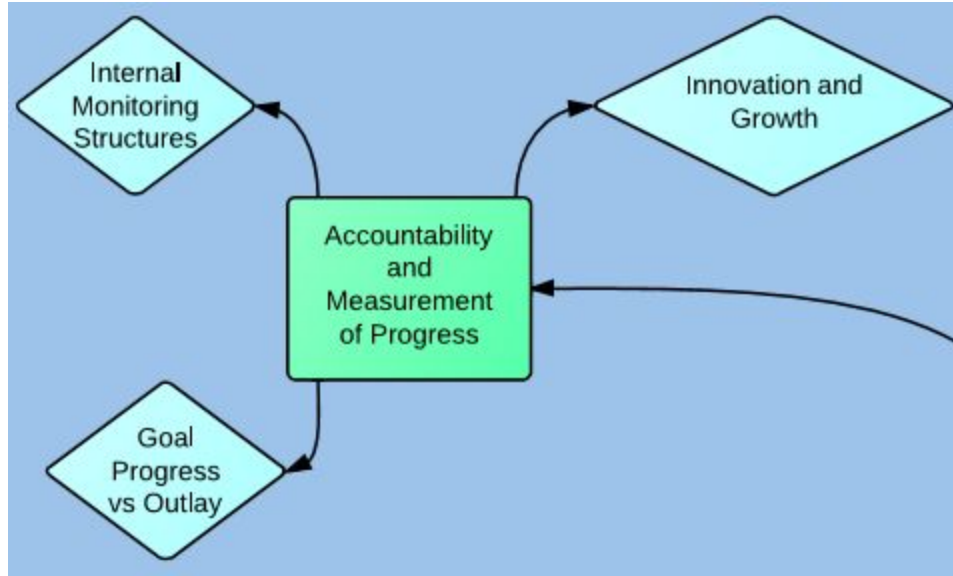 Internal
Monitoring
Structures
Innovation and
Growth
Accountability
and
Measurement
of Progress
Goal
Progress
vs Outlay